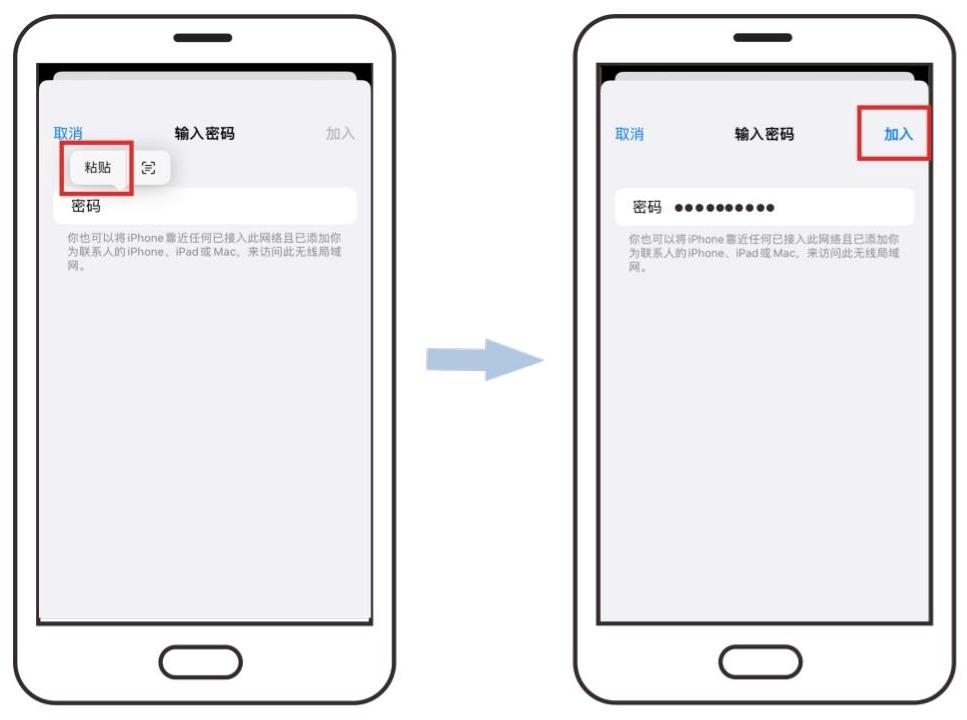 取消 输入密码 加入
粘贴
密码
你也可以将iPhone靠近任何已接入此网络且已添加你
为联系人的iPhone、iPad或Mac，来访问此无线局域
网。
取消 输入密码 加入
密码 ●●●●●●●●●●
你也可以将iPhone靠近任何已接入此网络且已添加你
为联系人的iPhone、iPad或Mac，来访问此无线局域
网。